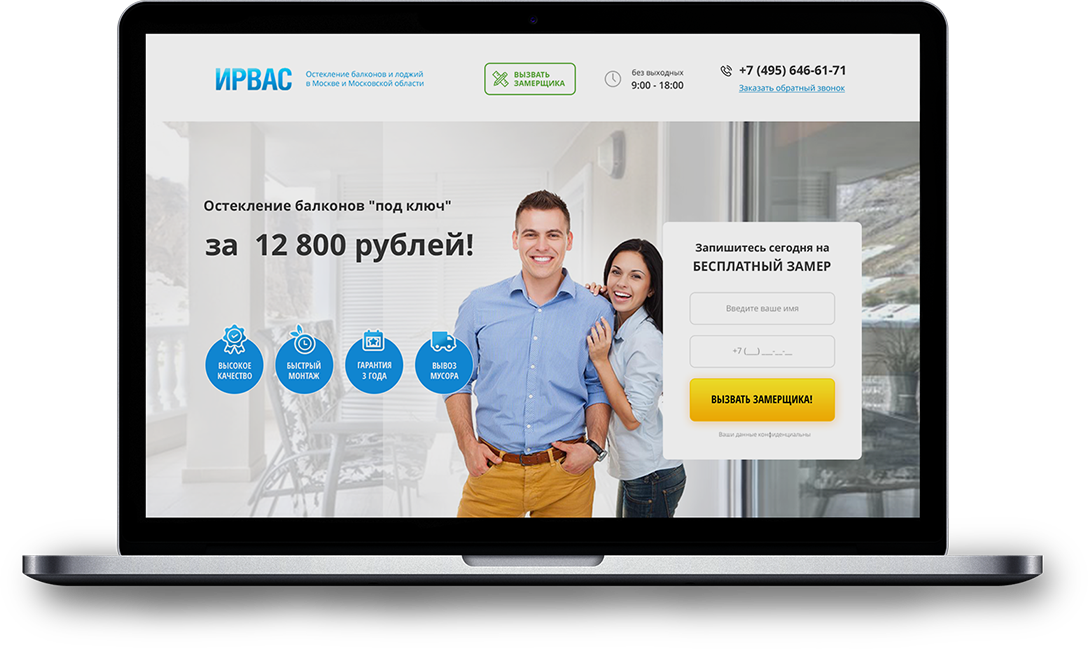 ИРВАС
Остекление балконов и лоджий
в Москве и Московской области
ВЫЗВАТЬ
ЗАМЕРЩИКА
без выходных
9:00 - 18:00
+7 (495) 646-61-71
Заказать обратный звонок
Остекление балконов "под ключ"
за 12 800 рублей!
ВЫСОКОЕ
КАЧЕСТВО
БЫСТРЫЙ
МОНТАЖ
ГАРАНТИЯ
3 ГОДА
ВЫВОЗ
МУСОРА
Запишитесь сегодня на
БЕСПЛАТНЫЙ ЗАМЕР
Введите ваше имя
+7 (___) ___-__-__
ВЫЗВАТЬ ЗАМЕРЩИКА!
Ваши данные конфиденциальны